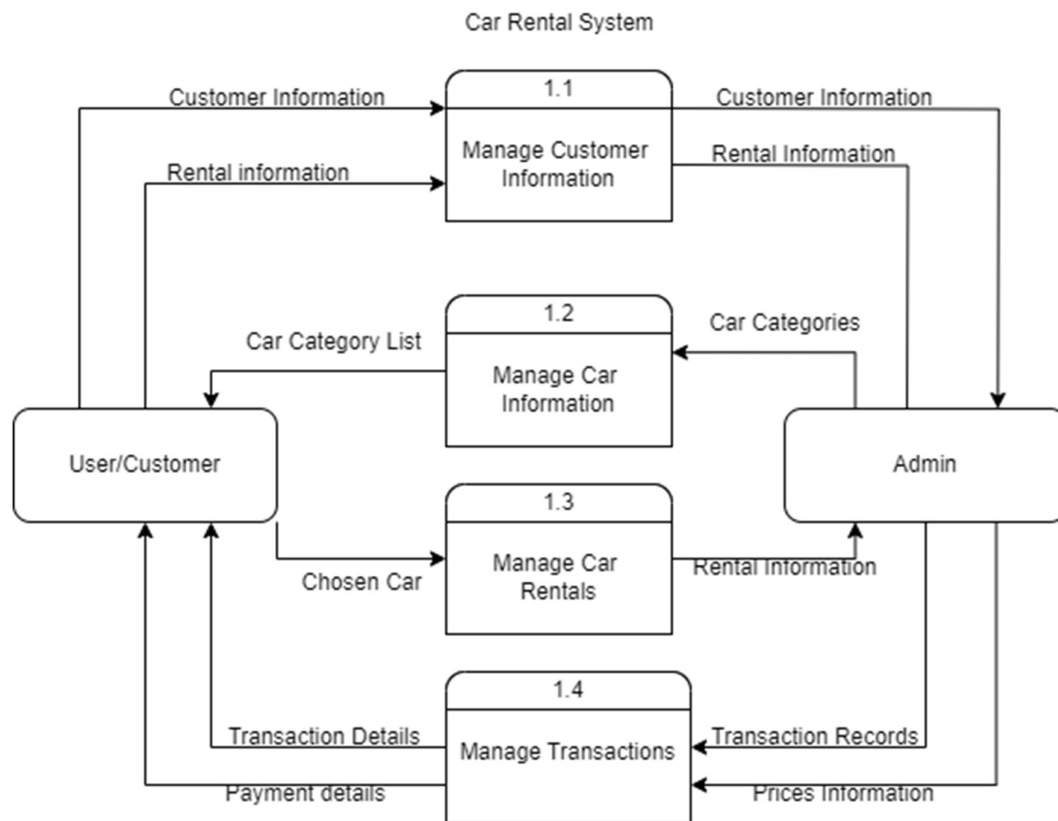 Car Rental System
1.1
Customer Information
Customer Information
Manage Customer
Information
Rental Information
Rental information
1.2
Car Categories
Car Category List
Manage Car
Information
User/Customer
Admin
1.3
Manage Car
Rentals
Chosen Car
Rental Information
1.4
Transaction Details
Manage Transactions
Transaction Records
Payment details
Prices Information